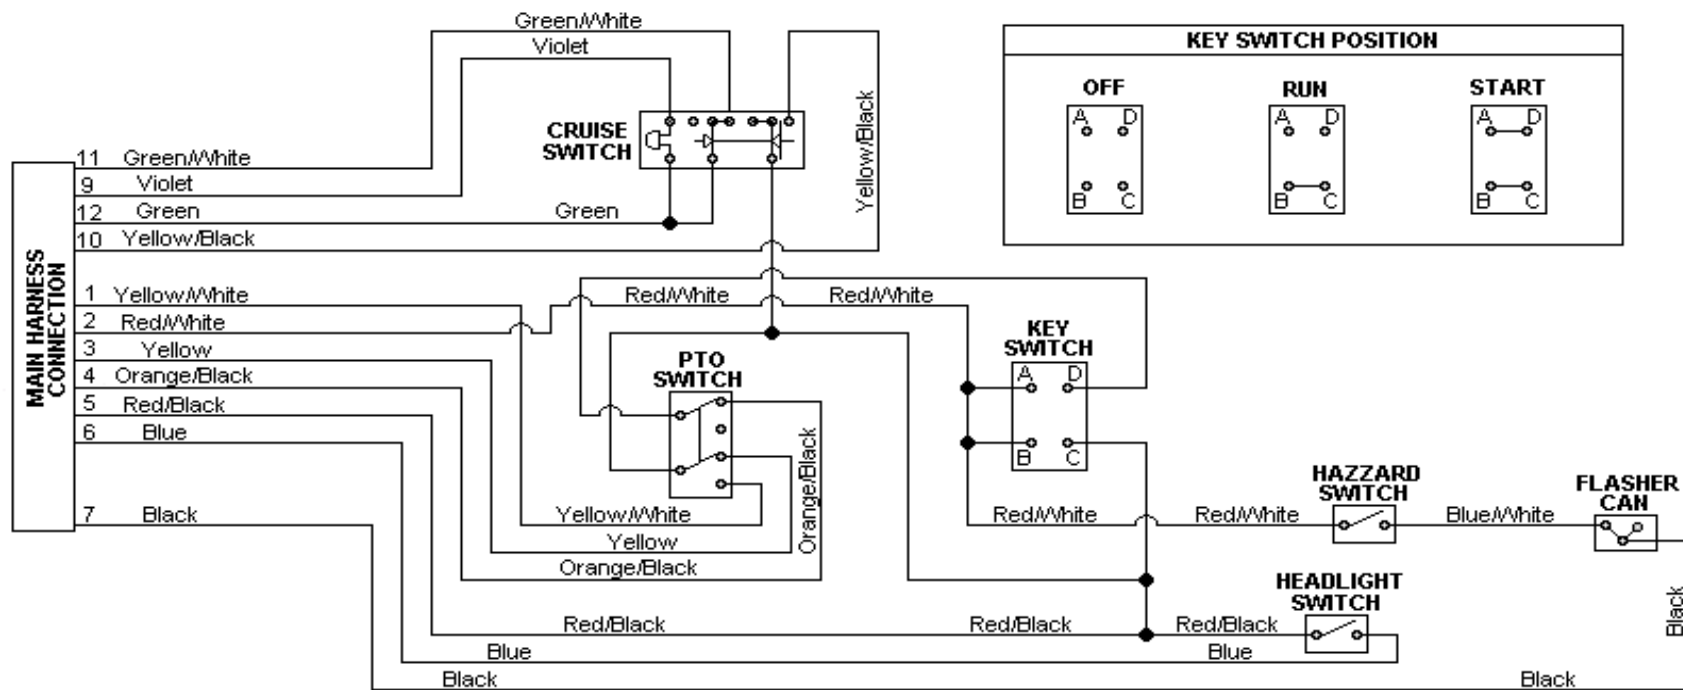 Green/White
Violet
CRUISE
SWITCH
Yellow/Black
KEY SWITCH POSITION
OFF
RUN
START
A D
B C
A D
B C
A D
B C
MAIN HARNESS
CONNECTION
11 Green/White
9 Violet
12 Green
Green
10 Yellow/Black
1 Yellow/White
Red/White
Red/White
2 Red/White
3 Yellow
4 Orange/Black
5 Red/Black
6 Blue
7 Black
PTO
SWITCH
KEY
SWITCH
A D
B C
Orange/Black
Yellow/White
Yellow
Orange/Black
Red/White
Red/White
HAZZARD
SWITCH
Blue/White
FLASHER
CAN
HEADLIGHT
SWITCH
Red/Black
Red/Black
Red/Black
Blue
Blue
Black
Black
Black